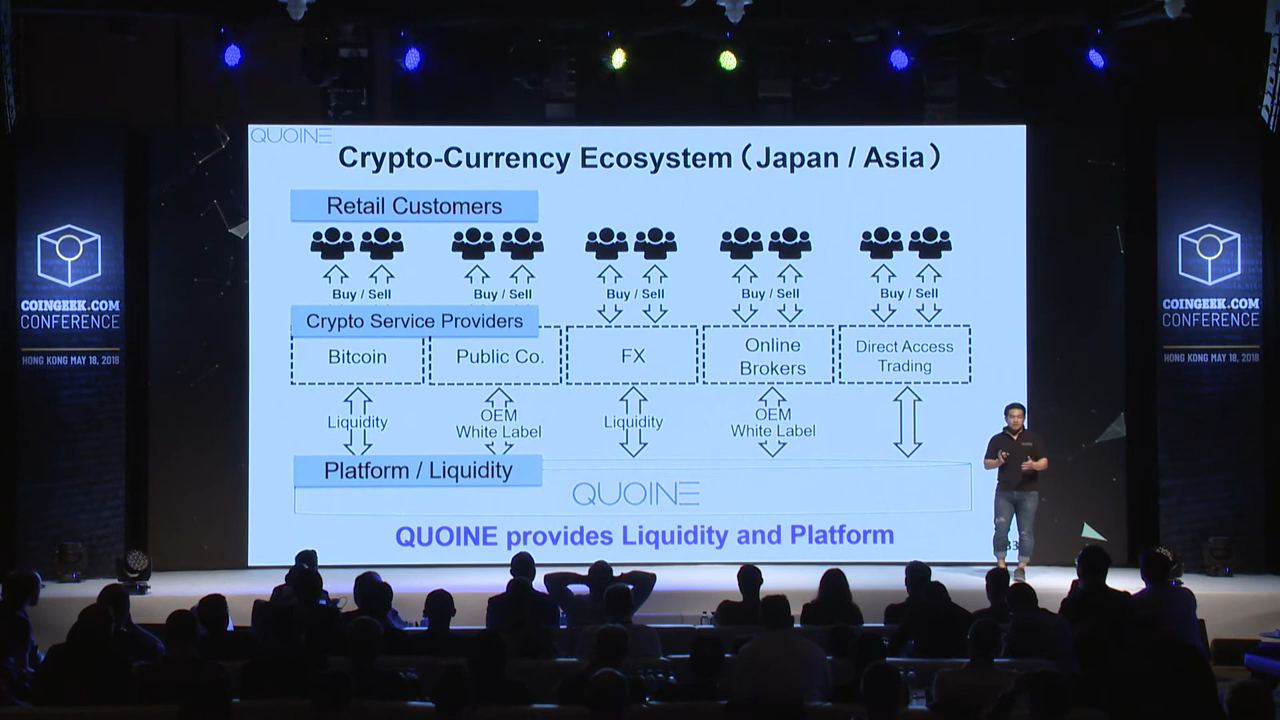 QUOINE
Crypto-Currency Ecosystem (Japan / Asia)
Retail Customers
Buy / Sell
Buy / Sell
Buy / Sell
Buy / Sell
Buy / Sell
Crypto Service Providers
Bitcoin
Public Co.
FX
Online
Brokers
Direct Access
Trading
Liquidity
OEM
White Label
Liquidity
OEM
White Label
Platform / Liquidity
QUOINE
QUOINE provides Liquidity and Platform
COINGEEK.COM
CONFERENCE
HONG KONG MAY 18, 2018
COINGEEK.COM
CONFERENCE
HONG KONG MAY 18, 2018